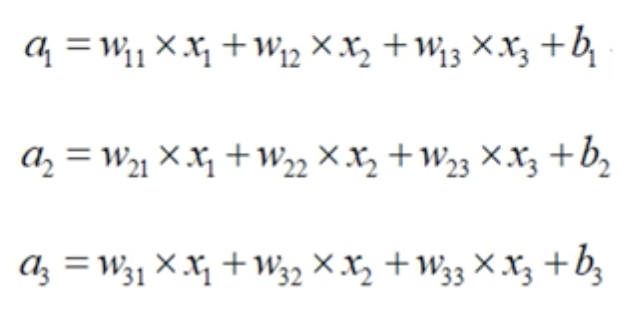 a₁ = w₁₁ × x₁ + w₁₂ × x₂ + w₁₃ × x₃ + b₁
a₂ = w₂₁ × x₁ + w₂₂ × x₂ + w₂₃ × x₃ + b₂
a₃ = w₃₁ × x₁ + w₃₂ × x₂ + w₃₃ × x₃ + b₃